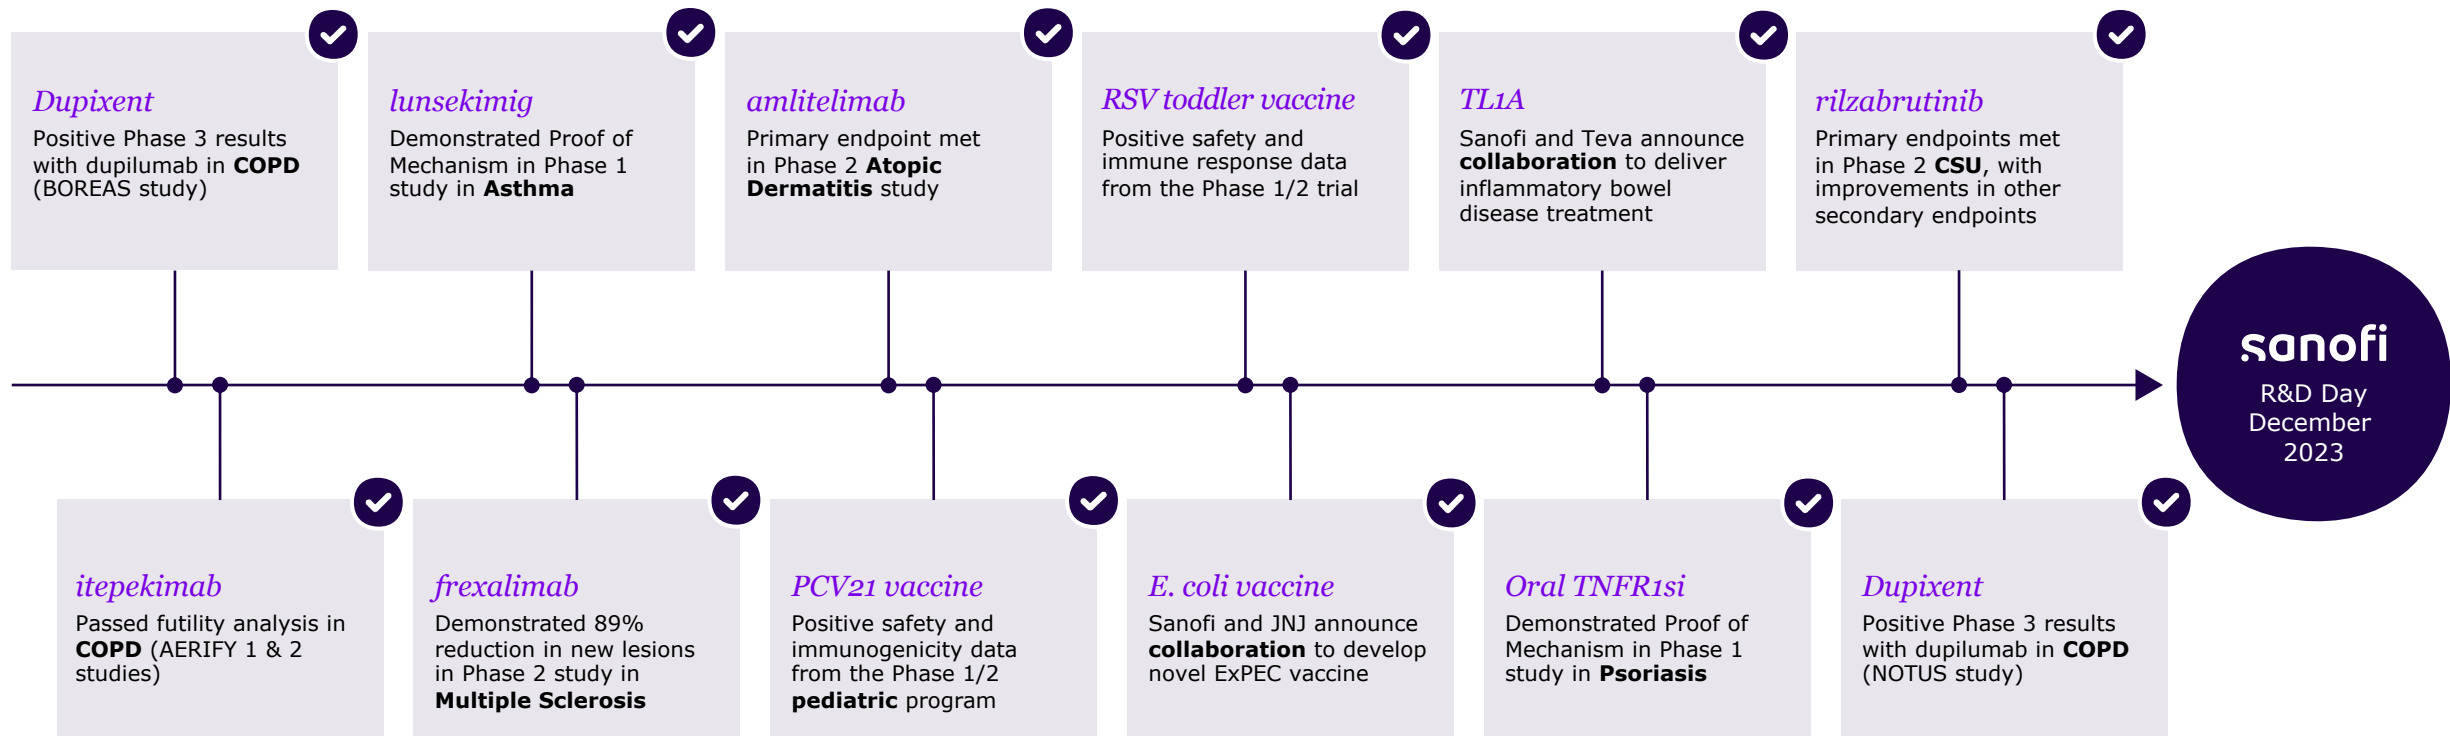 Dupixent
Positive Phase 3 results
with dupilumab in COPD
(BOREAS study)
lunsekimig
Demonstrated Proof of
Mechanism in Phase 1
study in Asthma
amlitelimab
Primary endpoint met
in Phase 2 Atopic
Dermatitis study
RSV toddler vaccine
Positive safety and
immune response data
from the Phase 1/2 trial
TL1A
Sanofi and Teva announce
collaboration to deliver
inflammatory bowel
disease treatment
rilzabrutinib
Primary endpoints met
in Phase 2 CSU, with
improvements in other
secondary endpoints
sanofi
R&D Day
December
2023
itepekimab
Passed futility analysis in
COPD (AERIFY 1 & 2
studies)
frexalimab
Demonstrated 89%
reduction in new lesions
in Phase 2 study in
Multiple Sclerosis
PCV21 vaccine
Positive safety and
immunogenicity data
from the Phase 1/2
pediatric program
E. coli vaccine
Sanofi and JNJ announce
collaboration to develop
novel ExPEC vaccine
Oral TNFR1si
Demonstrated Proof of
Mechanism in Phase 1
study in Psoriasis
Dupixent
Positive Phase 3 results
with dupilumab in COPD
(NOTUS study)